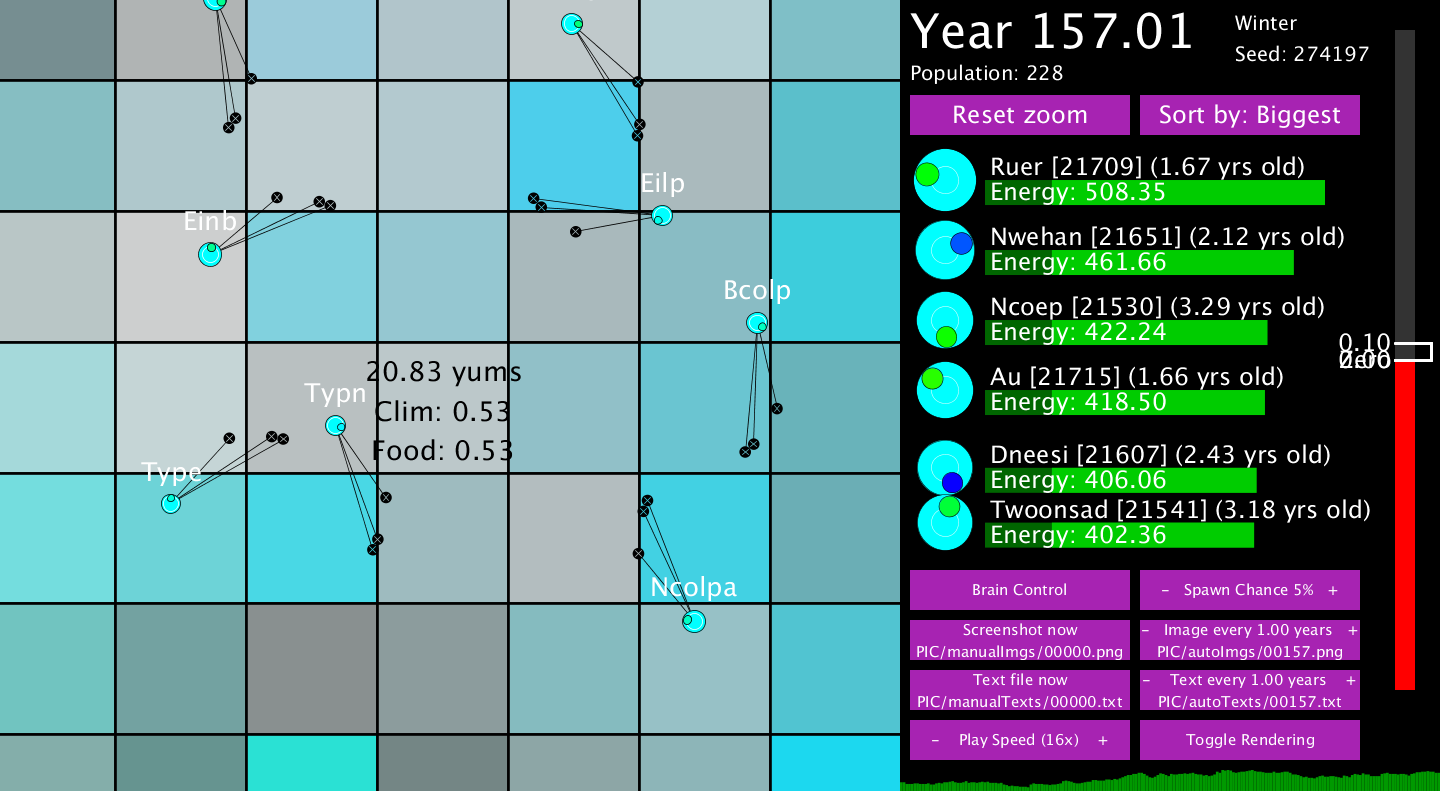 Einb
Eilp
Bcolp
Typn
20.83 yums
Clim: 0.53
Food: 0.53
Type
Ncolpa
Year 157.01
Winter
Seed: 274197
Population: 228
Reset zoom
Sort by: Biggest
Ruer [21709] (1.67 yrs old)
Energy: 508.35
Nwehan [21651] (2.12 yrs old)
Energy: 461.66
Ncoep [21530] (3.29 yrs old)
Energy: 422.24
0.10
Au [21715] (1.66 yrs old)
Energy: 418.50
Dneesi [21607] (2.43 yrs old)
Energy: 406.06
Twoonsad [21541] (3.18 yrs old)
Energy: 402.36
Brain Control
- Spawn Chance 5% +
Screenshot now
PIC/manualImgs/00000.png
- Image every 1.00 years +
PIC/autoImgs/00157.png
Text file now
PIC/manualTexts/00000.txt
- Text every 1.00 years +
PIC/autoTexts/00157.txt
- Play Speed (16x) +
Toggle Rendering